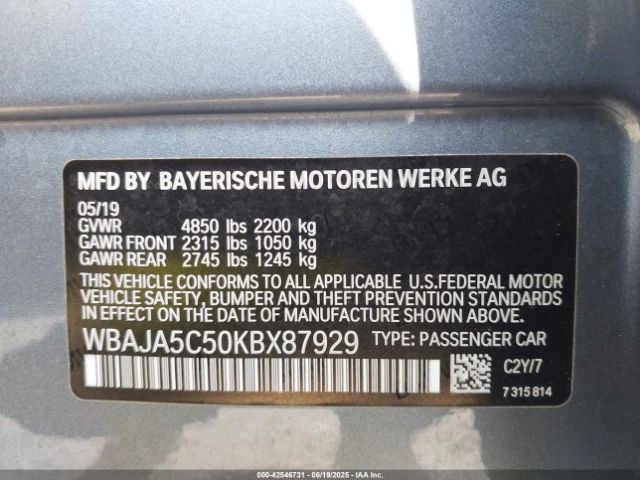 MFD BY BAYERISCHE MOTOREN WERKE AG
05/19
GVWR 4850 lbs 2200 kg
GAWR FRONT 2315 lbs 1050 kg
GAWR REAR 2745 lbs 1245 kg
THIS VEHICLE CONFORMS TO ALL APPLICABLE U.S.FEDERAL MOTOR
VEHICLE SAFETY, BUMPER AND THEFT PREVENTION STANDARDS
IN EFFECT ON THE DATE OF MANUFACTURE SHOWN ABOVE.
WBAJA5C50KBX87929 TYPE: PASSENGER CAR
C2Y/7
7 315 814
000-42546731 - 06/19/2025 - IAA Inc.